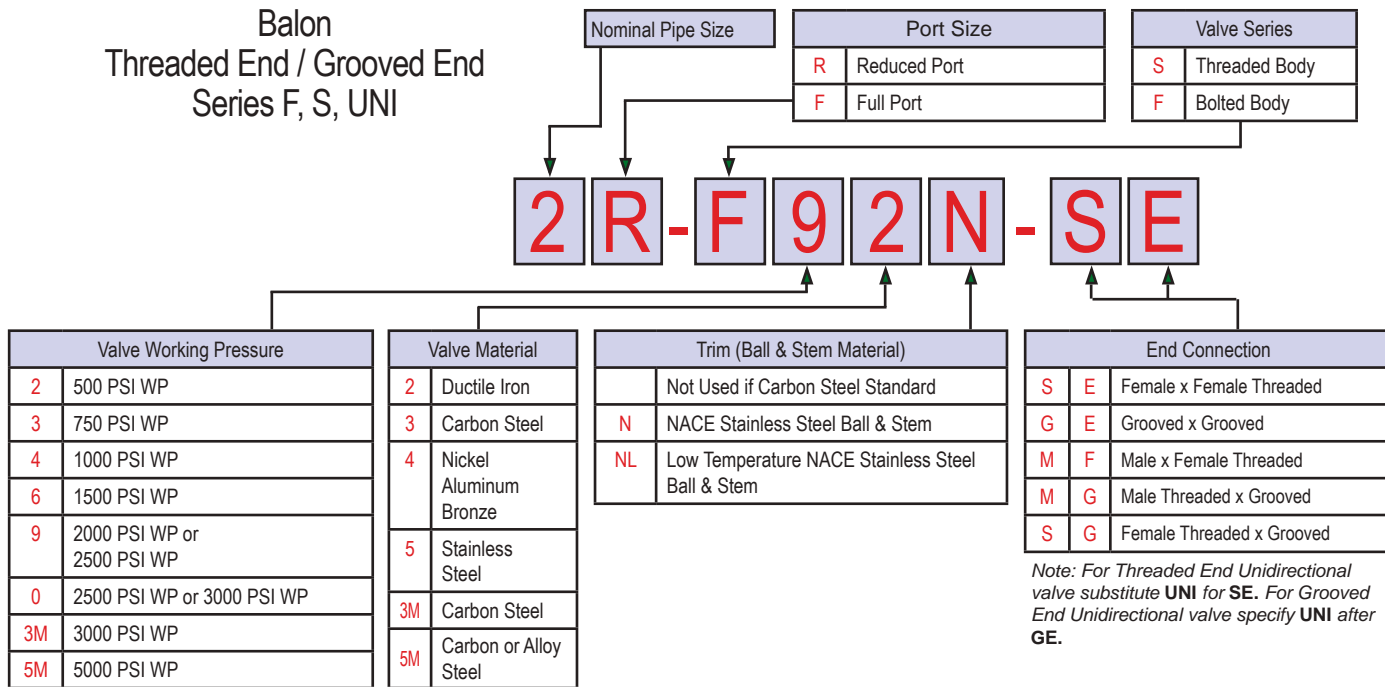 Balon
Threaded End / Grooved End
Series F, S, UNI
Nominal Pipe Size
Port Size
R Reduced Port
F Full Port
Valve Series
S Threaded Body
F Bolted Body
2R-F92N-SE
Valve Working Pressure
2 500 PSI WP
3 750 PSI WP
4 1000 PSI WP
6 1500 PSI WP
9 2000 PSI WP or
2500 PSI WP
0 2500 PSI WP or 3000 PSI WP
3M 3000 PSI WP
5M 5000 PSI WP
Valve Material
2 Ductile Iron
3 Carbon Steel
4 Nickel
Aluminum
Bronze
5 Stainless
Steel
3M Carbon Steel
5M Carbon or Alloy
Steel
Trim (Ball & Stem Material)
Not Used if Carbon Steel Standard
N NACE Stainless Steel Ball & Stem
NL Low Temperature NACE Stainless Steel
Ball & Stem
End Connection
S E Female x Female Threaded
G E Grooved x Grooved
M F Male x Female Threaded
M G Male Threaded x Grooved
S G Female Threaded x Grooved
Note: For Threaded End Unidirectional
valve substitute UNI for SE. For Grooved
End Unidirectional valve specify UNI after
GE.